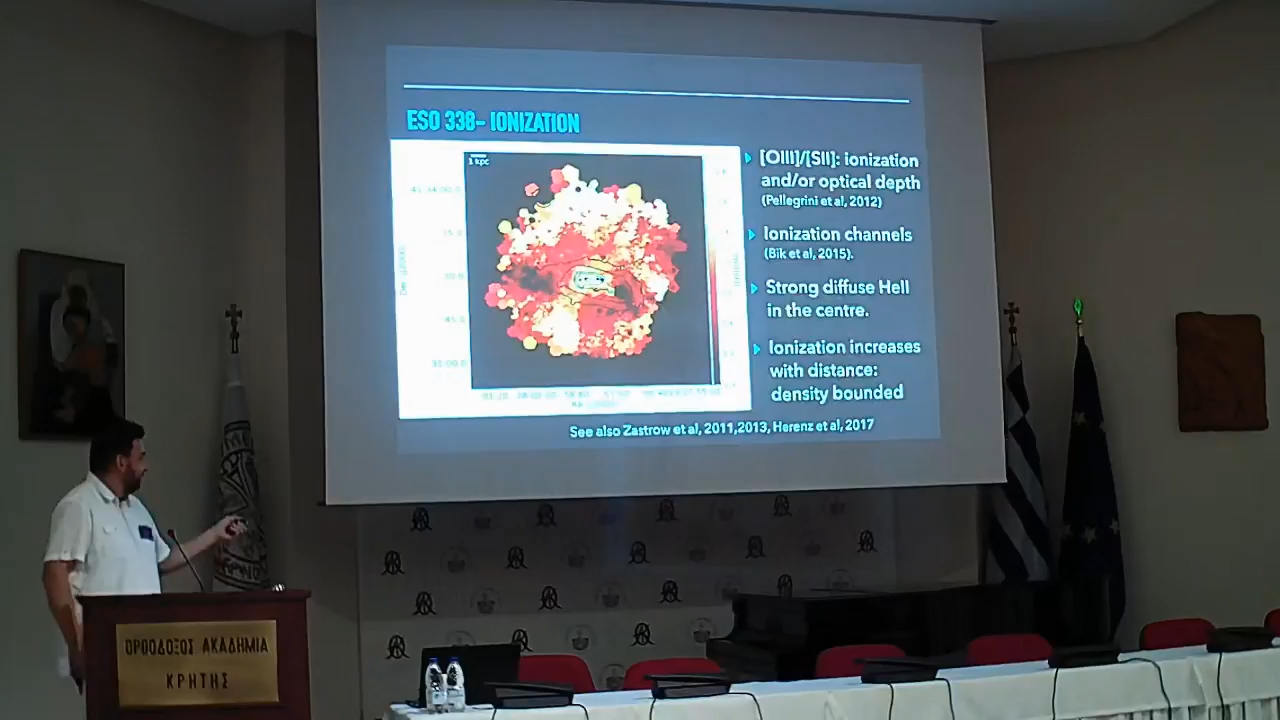 ESO 338- IONIZATION
1 kpc
[OIII]/[SII]: ionization
and/or optical depth
(Pellegrini et al, 2012)
Ionization channels
(Bik et al, 2015).
Strong diffuse HeII
in the centre.
Ionization increases
with distance:
density bounded
See also Zastrow et al, 2011,2013, Herenz et al, 2017
ΟΡΘΟΔΟΞΟΣ ΑΚΑΔΗΜΙΑ
ΚΡΗΤΗΣ